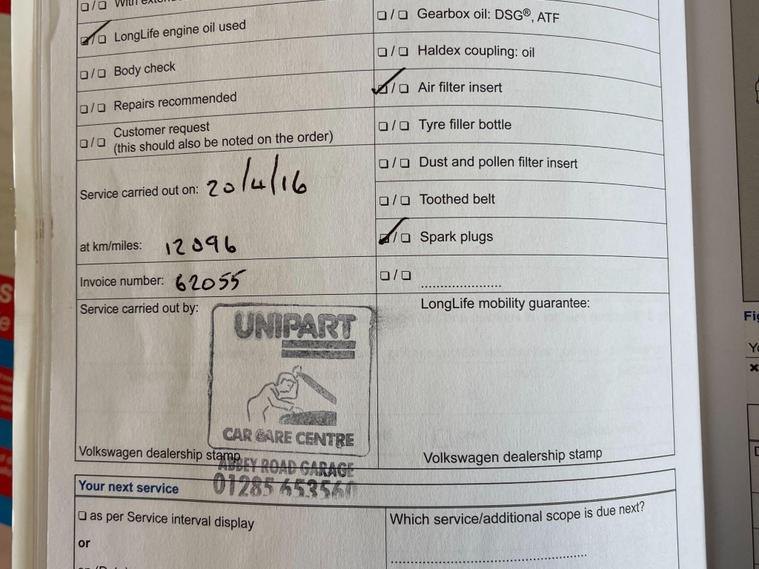 ☐/☐ With
☑/☐ LongLife engine oil used
☐/☐ Body check
☐/☐ Repairs recommended
☐/☐ Customer request
(this should also be noted on the order)
Service carried out on: 20/4/16
at km/miles: 12096
Invoice number: 62055
Service carried out by:
UNIPART
CAR CARE CENTRE
Volkswagen dealership stamp
ABBEY ROAD GARAGE
01285 653560
☐/☐ Gearbox oil: DSG®, ATF
☐/☐ Haldex coupling: oil
☑/☐ Air filter insert
☐/☐ Tyre filler bottle
☐/☐ Dust and pollen filter insert
☐/☐ Toothed belt
☑/☐ Spark plugs
☐/☐ ......................
LongLife mobility guarantee:
Volkswagen dealership stamp
Your next service
☐ as per Service interval display
or
Which service/additional scope is due next?
Fig